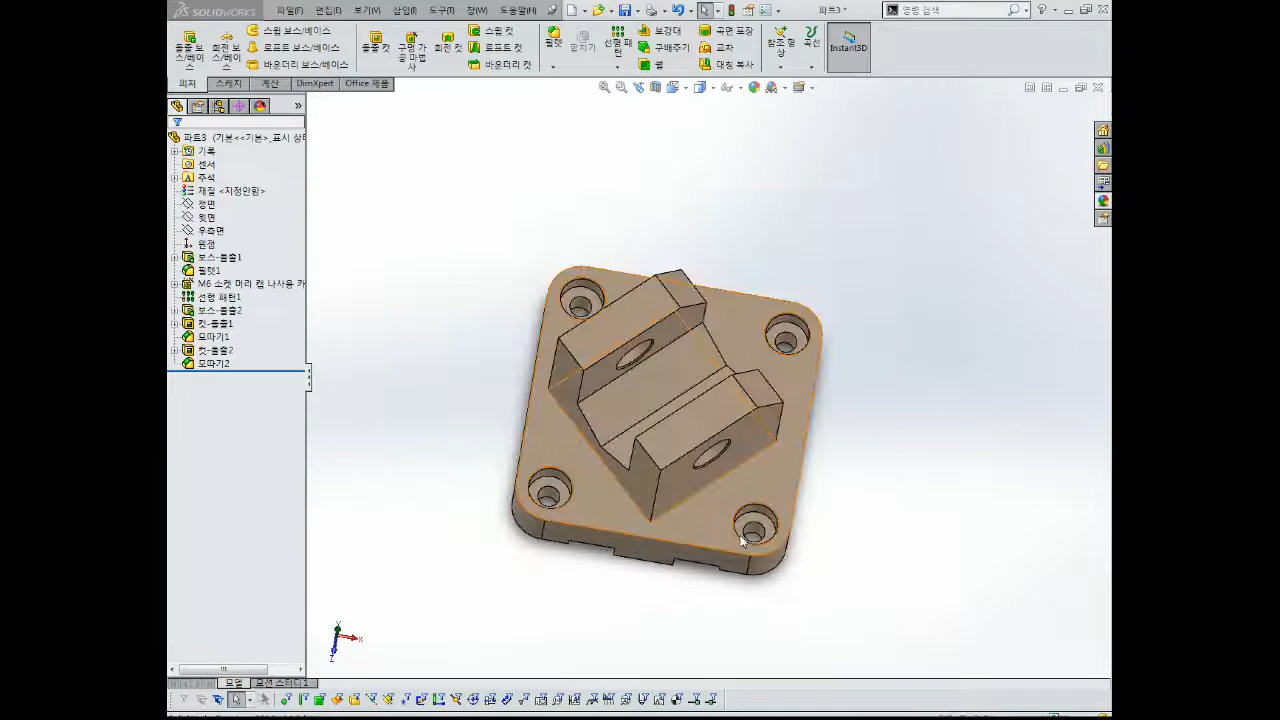 SOLIDWORKS 파일(F) 편집(E) 보기(V) 삽입(I) 도구(T) 창(W) 도움말(H) 파트3 * 명령 검색
돌출 보스/베이스 회전 보스/베이스 스윕 보스/베이스 로프트 보스/베이스 바운더리 보스/베이스 돌출 컷 구멍 가공 마법사 회전 컷 스윕 컷 로프트 컷 바운더리 컷 필렛 선형 패턴 보강대 구배주기 쉘 곡면 포장 교차 대칭 복사 참조 형상 곡선 Instant3D
피처 스케치 계산 DimXpert Office 제품
파트3 (기본<<기본>_표시 상태
기록
센서
주석
재질 <지정안함>
정면
윗면
우측면
원점
보스-돌출1
필렛1
M6 소켓 머리 캡 나사용 카
선형 패턴1
보스-돌출2
컷-돌출1
모따기1
컷-돌출2
모따기2
모델 모션 스터디 1